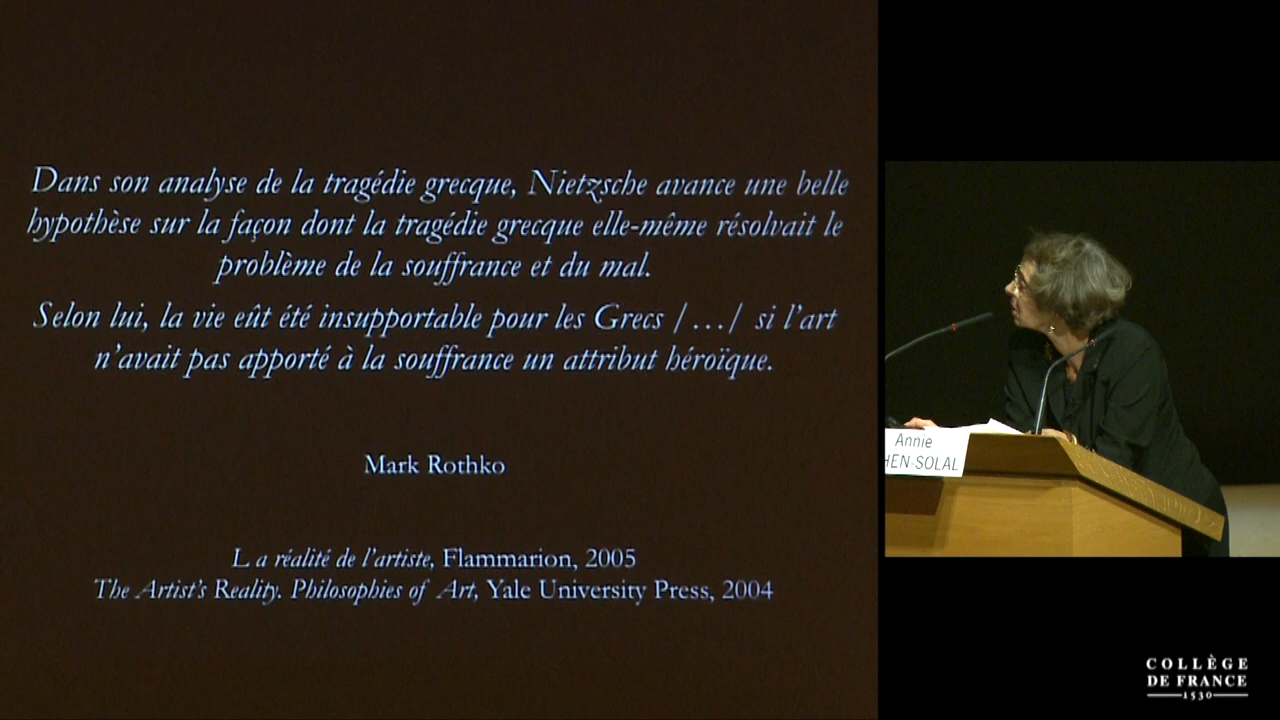 Dans son analyse de la tragédie grecque, Nietzsche avance une belle
hypothèse sur la façon dont la tragédie grecque elle-même résolvait le
problème de la souffrance et du mal.
Selon lui, la vie eût été insupportable pour les Grecs /…/ si l'art
n'avait pas apporté à la souffrance un attribut héroïque.
Mark Rothko
L a réalité de l'artiste, Flammarion, 2005
The Artist's Reality. Philosophies of Art, Yale University Press, 2004
Annie
HEN-SOLAL
COLLÈGE
DE FRANCE
1530